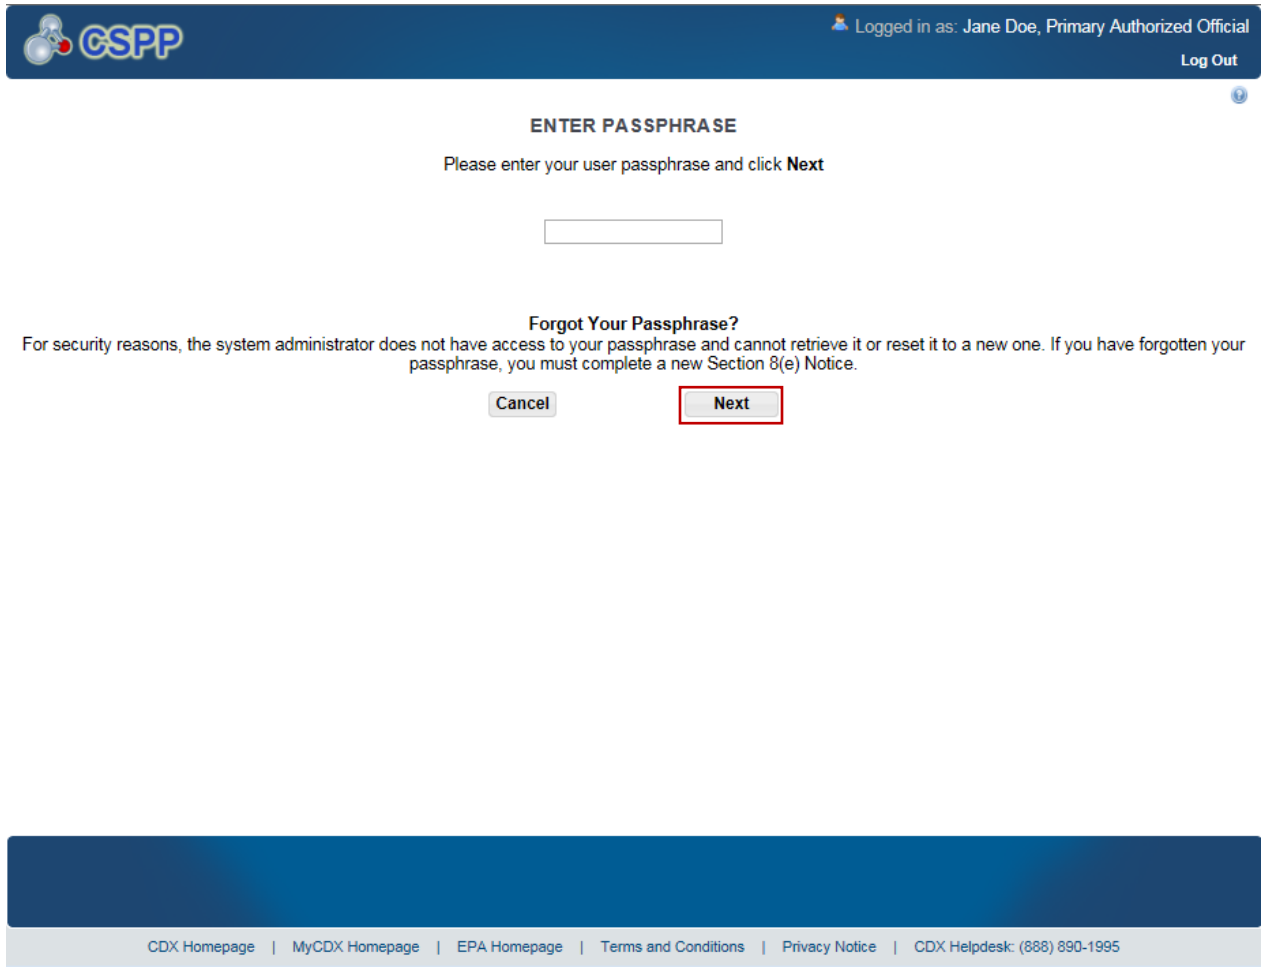 CSPP
Logged in as: Jane Doe, Primary Authorized Official
Log Out
ENTER PASSPHRASE
Please enter your user passphrase and click Next
Forgot Your Passphrase?
For security reasons, the system administrator does not have access to your passphrase and cannot retrieve it or reset it to a new one. If you have forgotten your
passphrase, you must complete a new Section 8(e) Notice.
Cancel Next
CDX Homepage | MyCDX Homepage | EPA Homepage | Terms and Conditions | Privacy Notice | CDX Helpdesk: (888) 890-1995